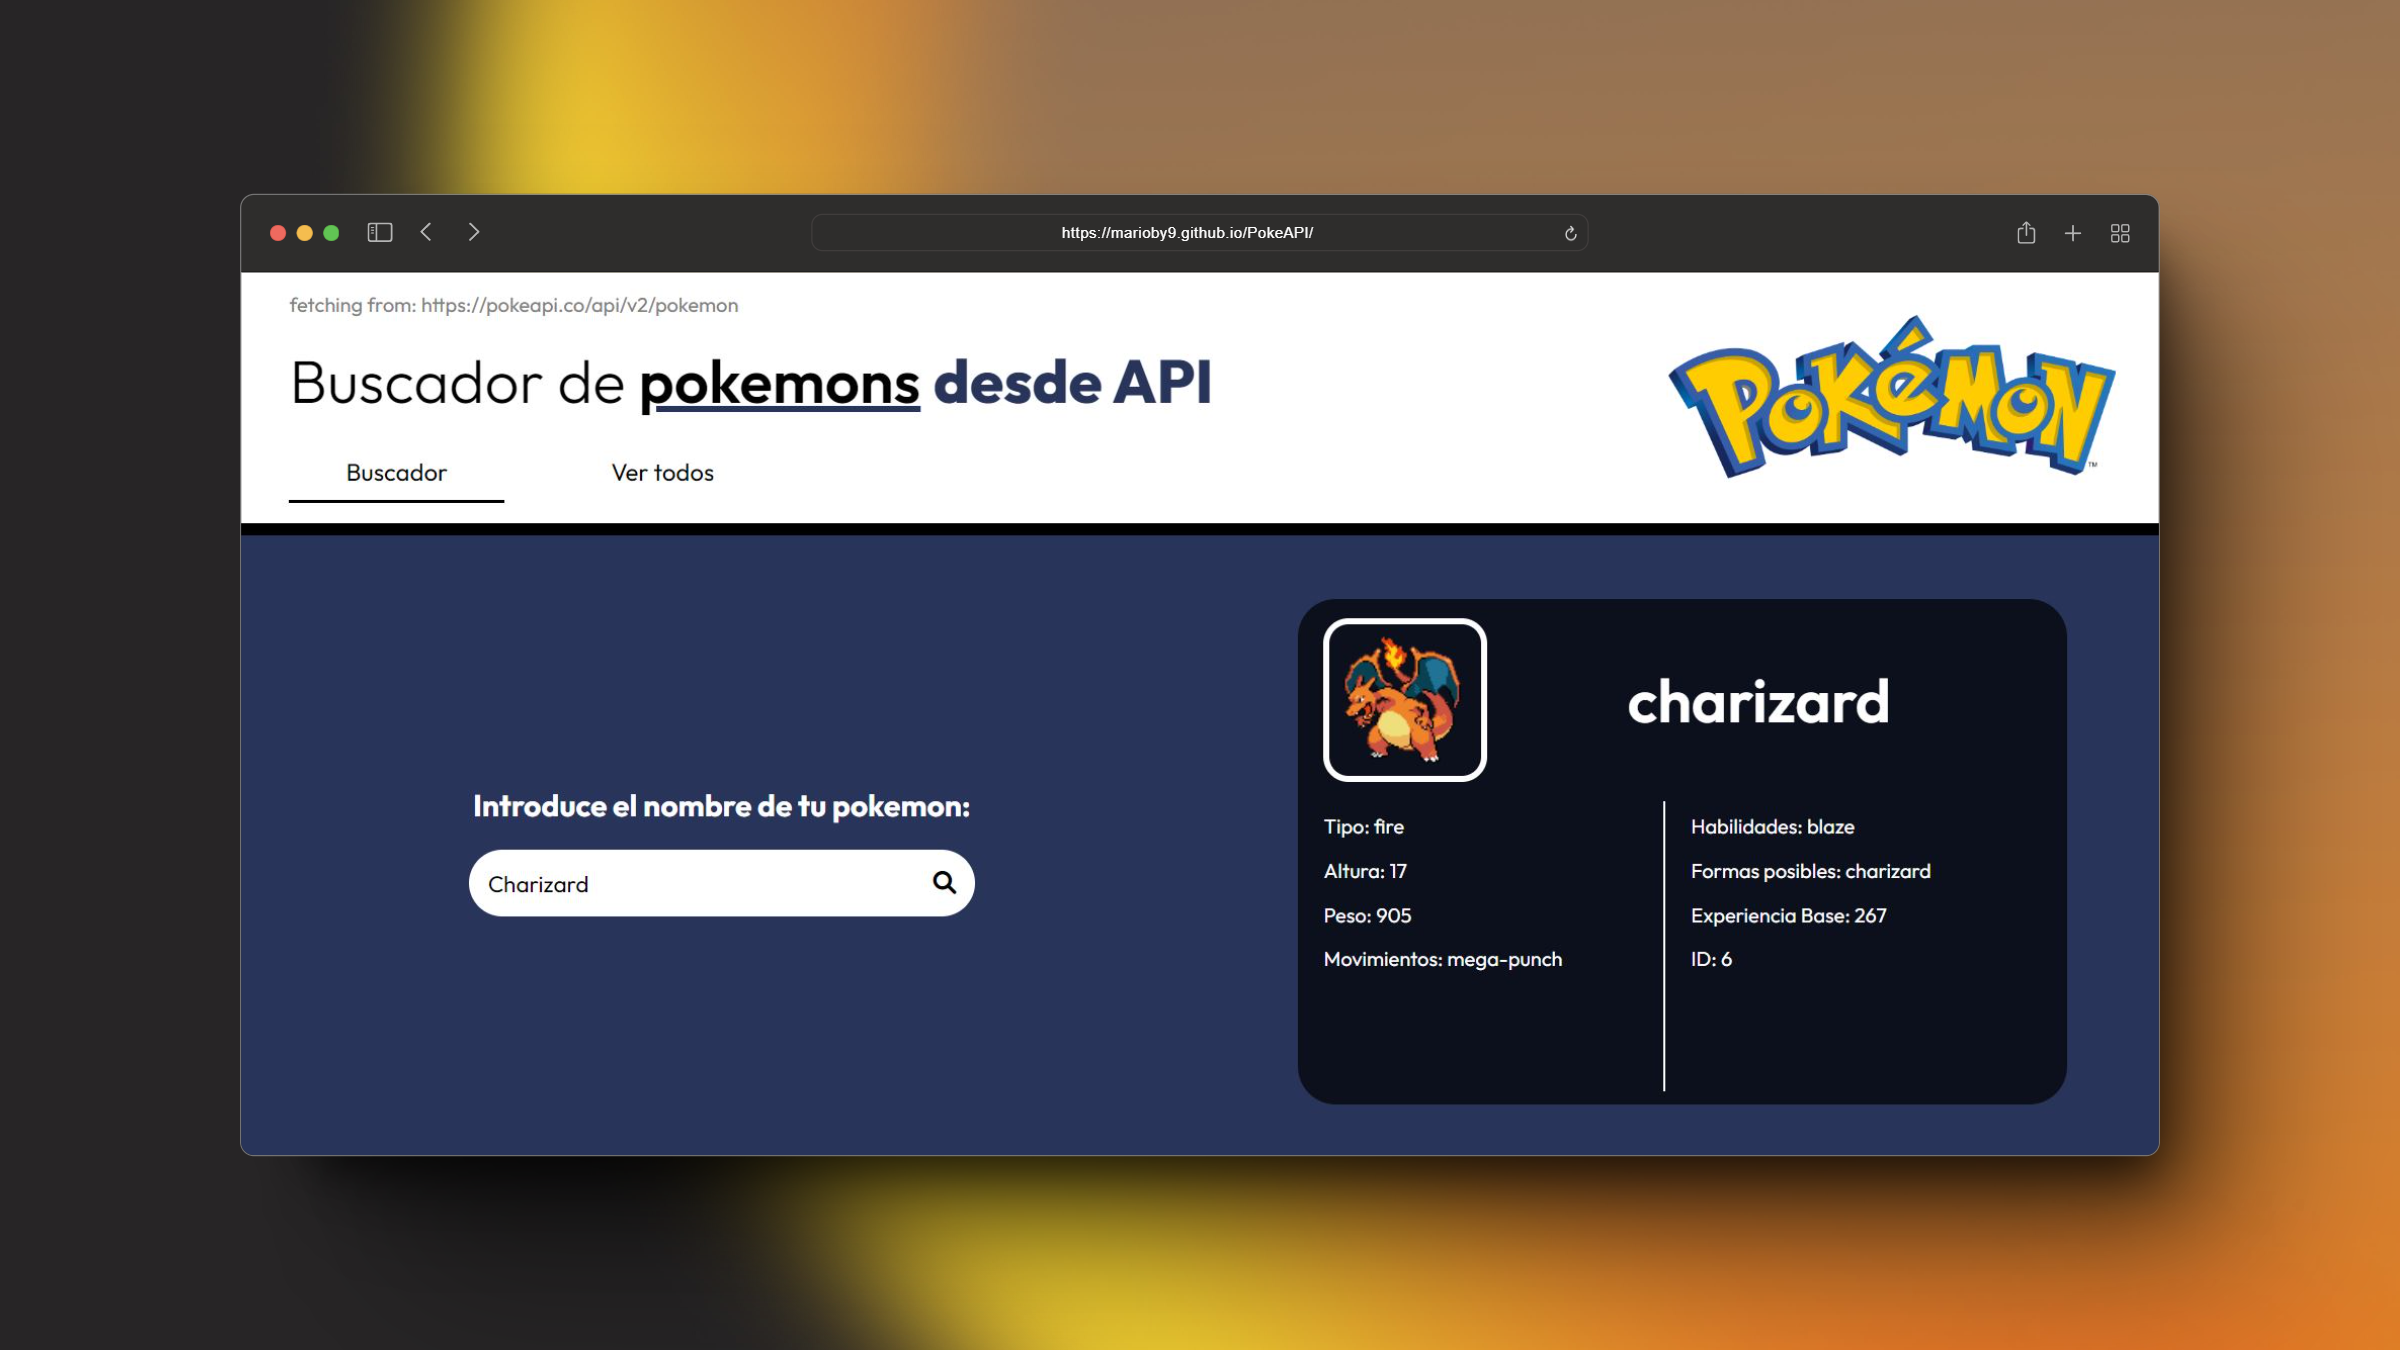 https://marioby9.github.io/PokeAPI/
fetching from: https://pokeapi.co/api/v2/pokemon
Buscador de pokemons desde API
Pokémon
TM
Buscador
Ver todos
Introduce el nombre de tu pokemon:
Charizard
charizard
Tipo: fire
Altura: 17
Peso: 905
Movimientos: mega-punch
Habilidades: blaze
Formas posibles: charizard
Experiencia Base: 267
ID: 6